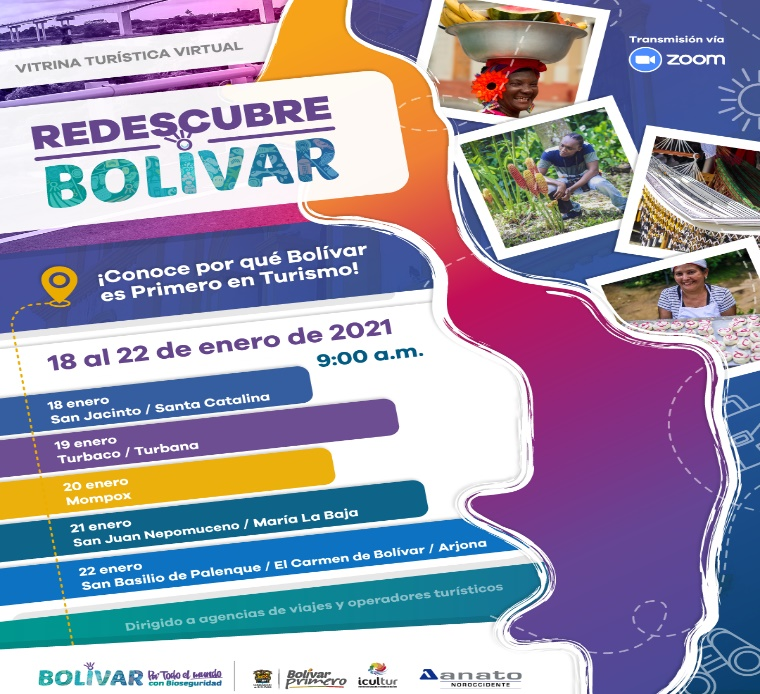 VITRINA TURÍSTICA VIRTUAL
Transmisión vía
zoom
REDESCUBRE
BOLÍVAR
¡Conoce por qué Bolívar
es Primero en Turismo!
18 al 22 de enero de 2021
9:00 a.m.
18 enero
San Jacinto / Santa Catalina
19 enero
Turbaco / Turbana
20 enero
Mompox
21 enero
San Juan Nepomuceno / María La Baja
22 enero
San Basilio de Palenque / El Carmen de Bolívar / Arjona
Dirigido a agencias de viajes y operadores turísticos
BOLÍVAR Por Todo el mundo
con Bioseguridad
Bolívar
primero
icultur
anato
NOROCCIDENTE